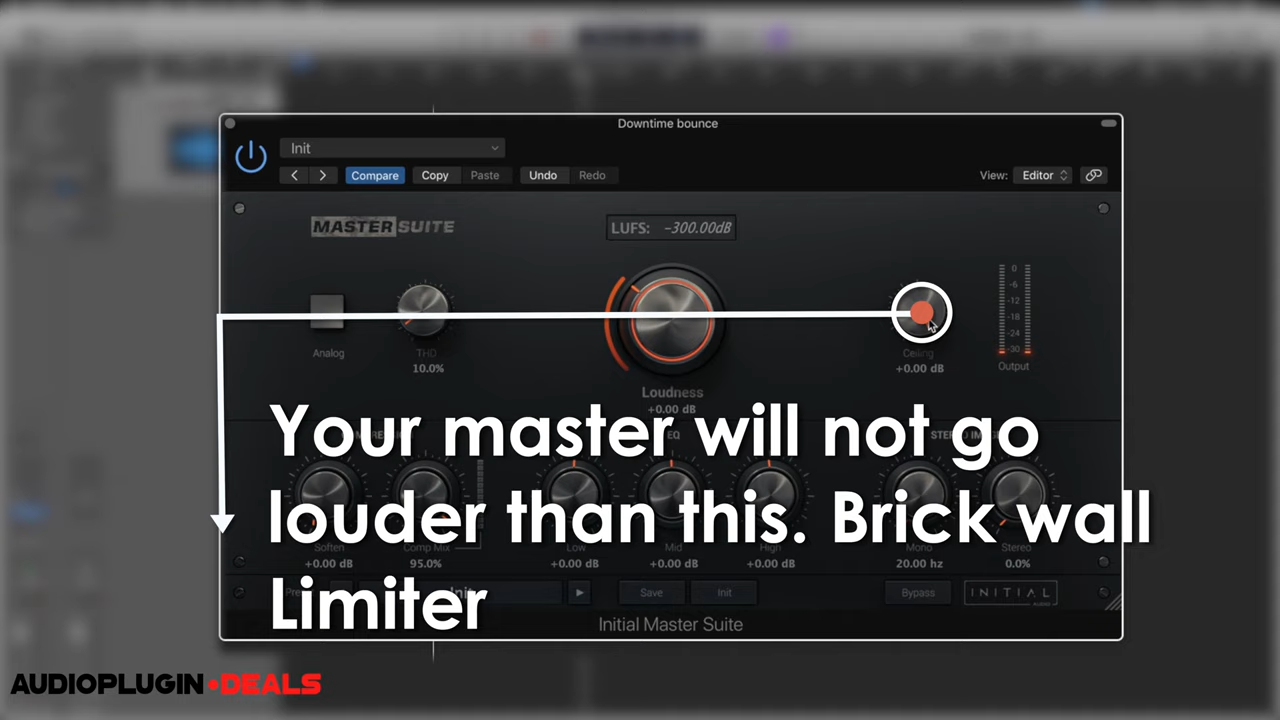 Downtime bounce
Init
Compare Copy Paste Undo Redo View: Editor
MASTER SUITE LUFS: -300.00dB
0
-6
-12
-18
-24
-30
Analog THD Ceiling Output
10.0% +0.00 dB
Loudness
+0.00 dB
Your master will not go
louder than this. Brick wall
Limiter
EQ
Soften Comp Mix Low Mid High Mono Stereo
+0.00 dB 95.0% +0.00 dB +0.00 dB +0.00 dB 20.00 hz 0.0%
Save Init Bypass INITIAL AUDIO
Initial Master Suite
AUDIOPLUGIN•DEALS